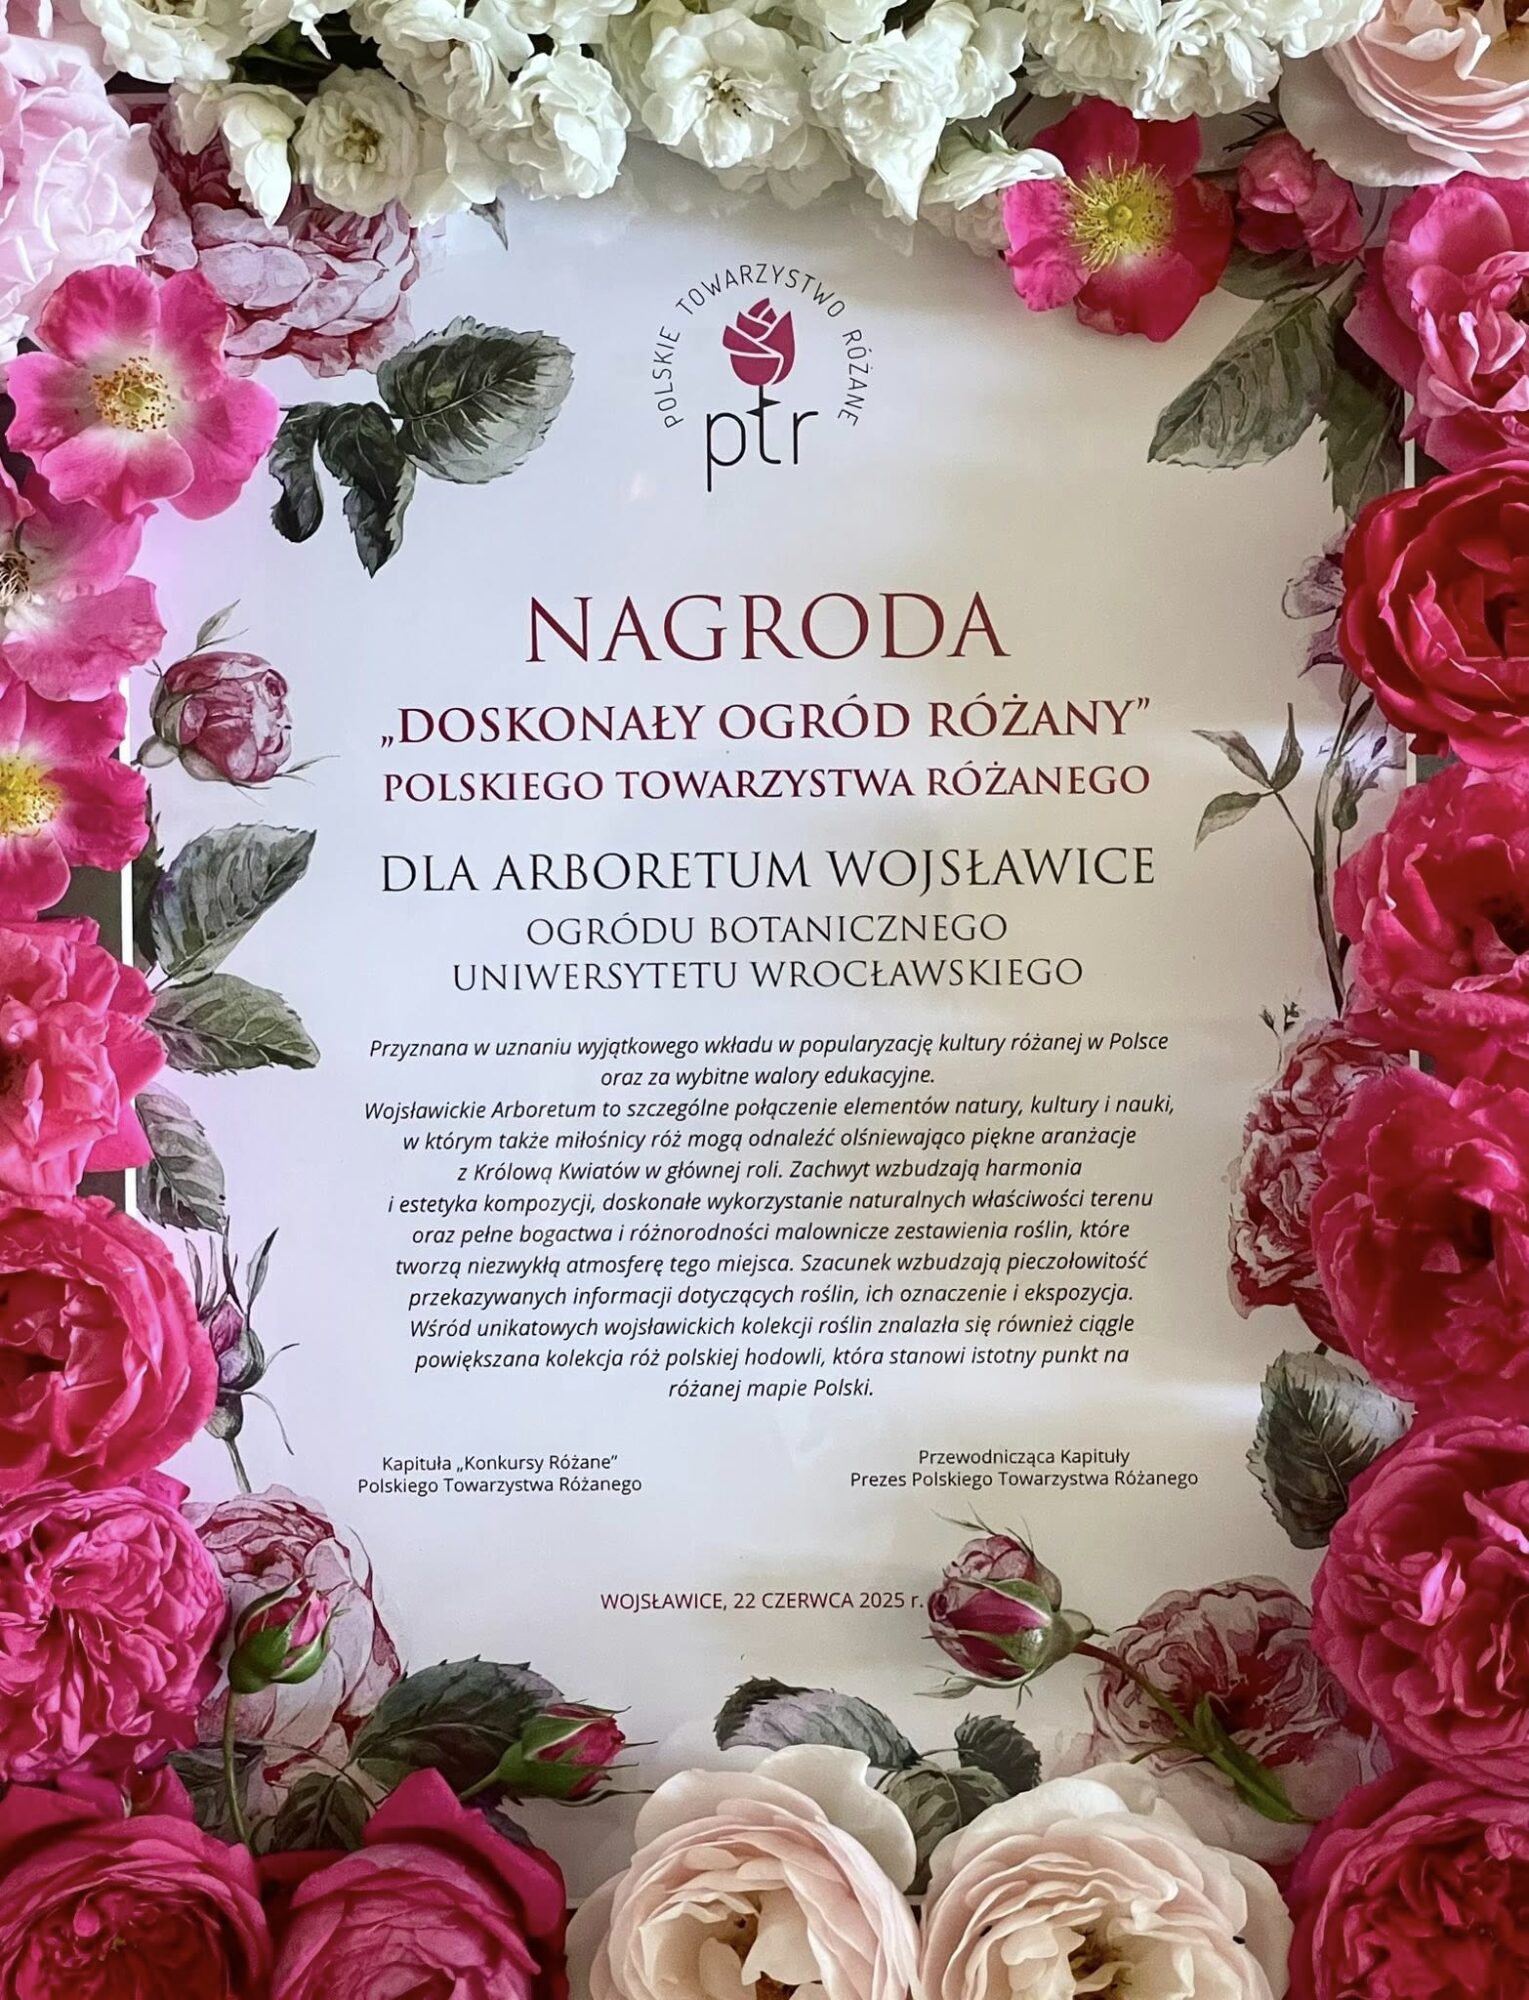 POLSKIE TOWARZYSTWO RÓŻANE
ptr
NAGRODA
„DOSKONAŁY OGRÓD RÓŻANY”
POLSKIEGO TOWARZYSTWA RÓŻANEGO
DLA ARBORETUM WOJSŁAWICE
OGRÓDU BOTANICZNEGO
UNIWERSYTETU WROCŁAWSKIEGO
Przyznana w uznaniu wyjątkowego wkładu w popularyzację kultury różanej w Polsce
oraz za wybitne walory edukacyjne.
Wojsławickie Arboretum to szczególne połączenie elementów natury, kultury i nauki,
w którym także miłośnicy róż mogą odnaleźć olśniewająco piękne aranżacje
z Królową Kwiatów w głównej roli. Zachwyt wzbudzają harmonia
i estetyka kompozycji, doskonałe wykorzystanie naturalnych właściwości terenu
oraz pełne bogactwa i różnorodności malownicze zestawienia roślin, które
tworzą niezwykłą atmosferę tego miejsca. Szacunek wzbudzają pieczołowitość
przekazywanych informacji dotyczących roślin, ich oznaczenie i ekspozycja.
Wśród unikatowych wojsławickich kolekcji roślin znalazła się również ciągle
powiększana kolekcja róż polskiej hodowli, która stanowi istotny punkt na
różanej mapie Polski.
Kapituła „Konkursy Różane”
Polskiego Towarzystwa Różanego
Przewodnicząca Kapituły
Prezes Polskiego Towarzystwa Różanego
WOJSŁAWICE, 22 CZERWCA 2025 r.